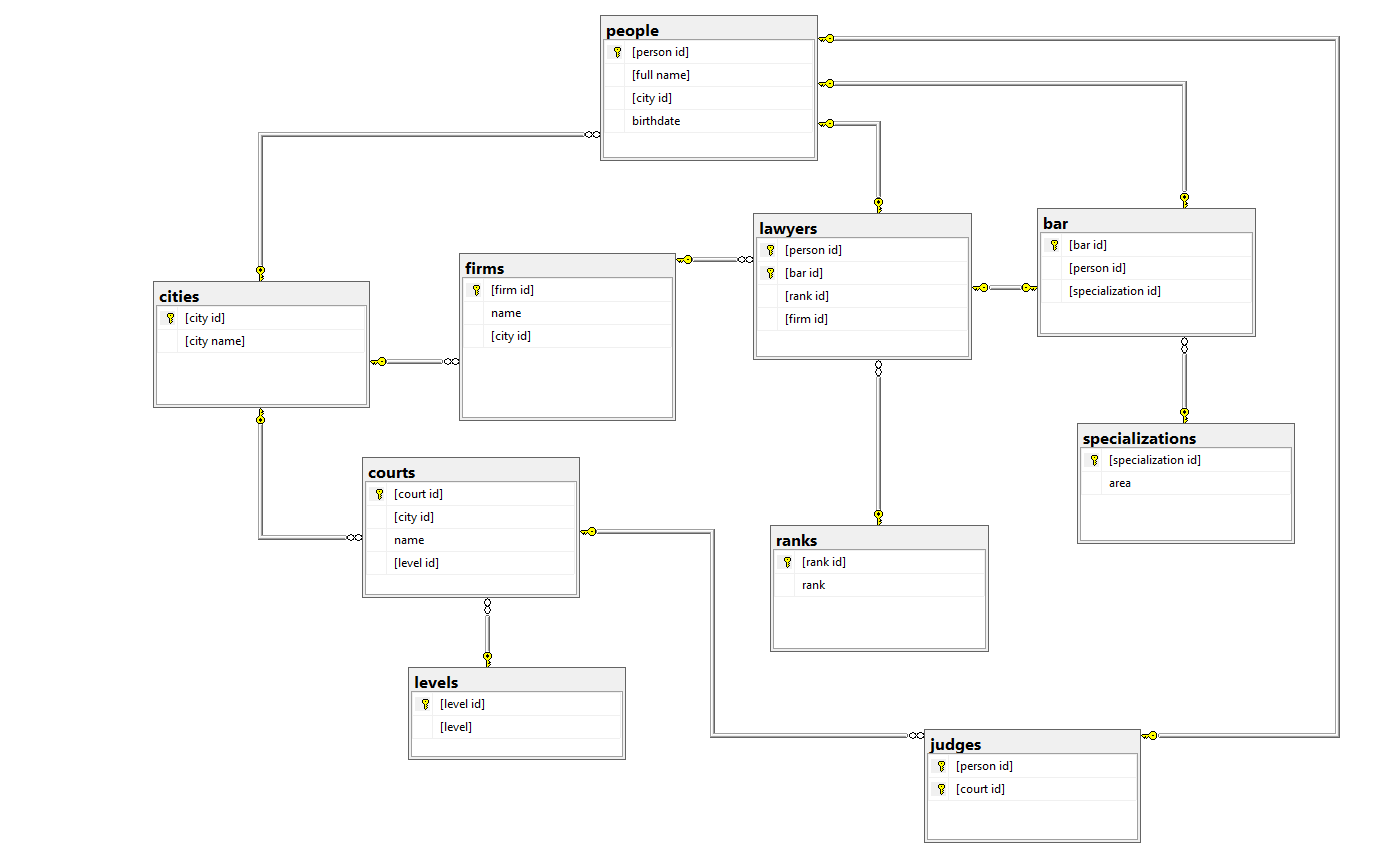 people
[person id]
[full name]
[city id]
birthdate
lawyers
[person id]
[bar id]
[rank id]
[firm id]
bar
[bar id]
[person id]
[specialization id]
firms
[firm id]
name
[city id]
cities
[city id]
[city name]
specializations
[specialization id]
area
courts
[court id]
[city id]
name
[level id]
ranks
[rank id]
rank
levels
[level id]
[level]
judges
[person id]
[court id]